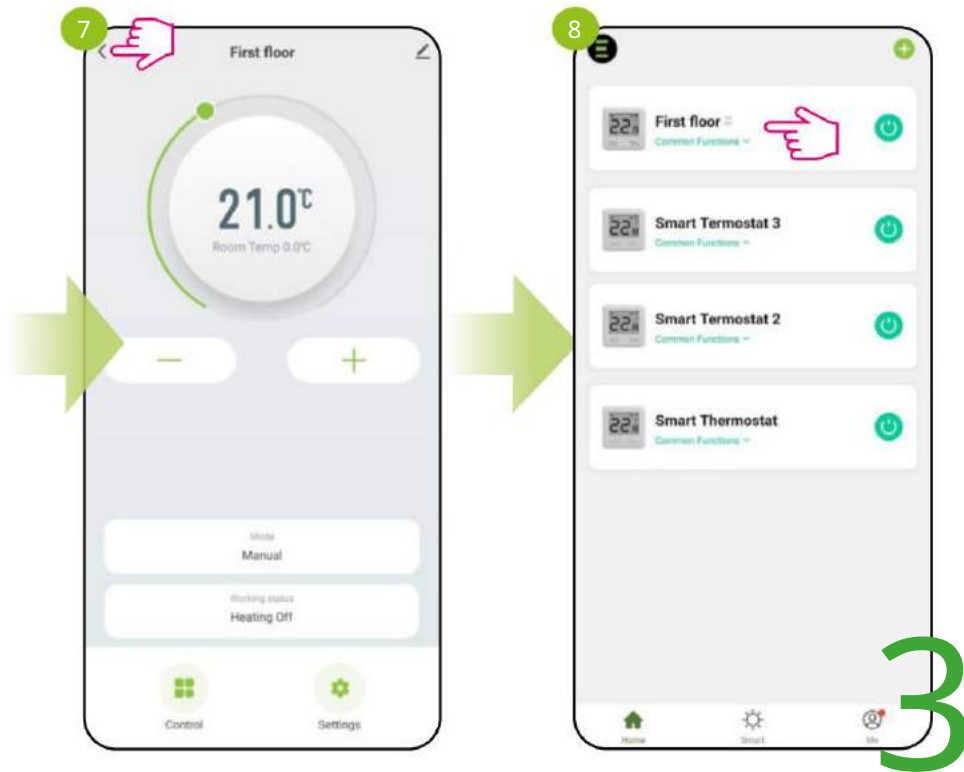 7
First floor
21.0℃
Room Temp 0.0℃
Mode
Manual
Working status
Heating Off
Control
Settings
8
First floor
Common Functions
Smart Termostat 3
Common Functions
Smart Termostat 2
Common Functions
Smart Thermostat
Common Functions
Home
Smart
Me
3